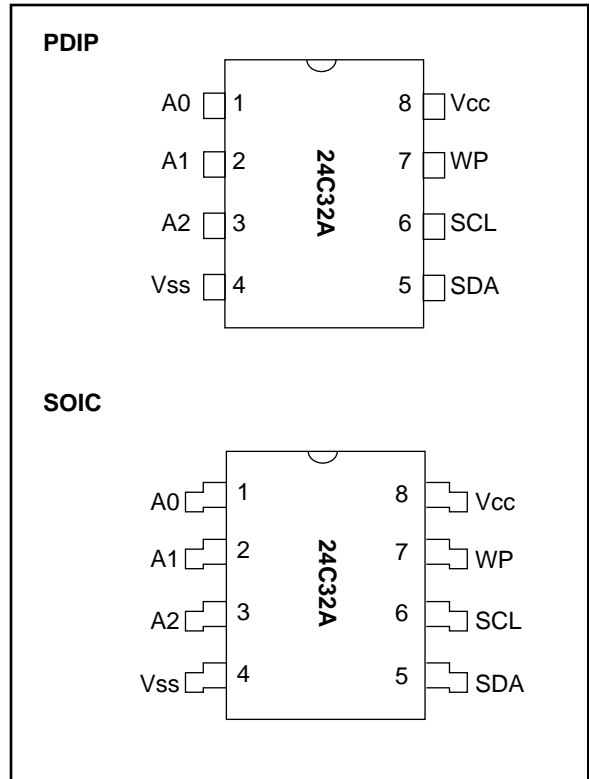 PDIP
A0 1 8 Vcc
A1 2 7 WP
24C32A
A2 3 6 SCL
Vss 4 5 SDA
SOIC
A0 1 8 Vcc
A1 2 7 WP
24C32A
A2 3 6 SCL
Vss 4 5 SDA